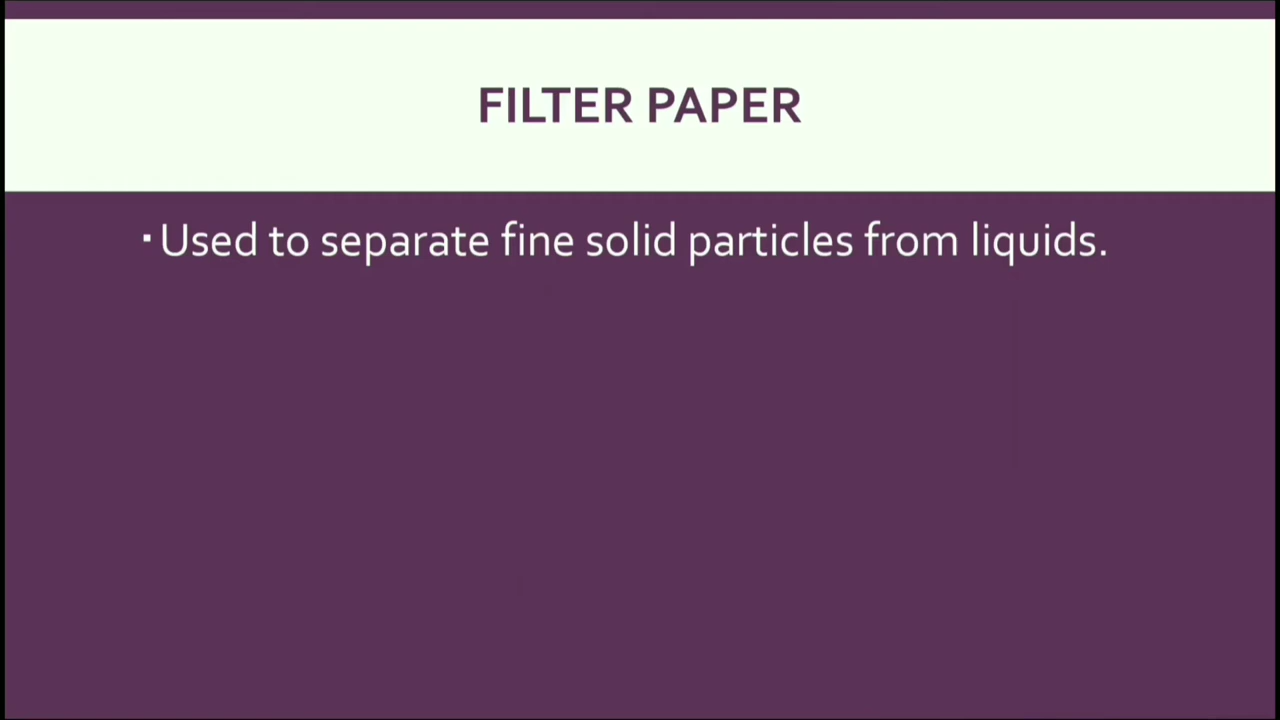 FILTER PAPER
▪Used to separate fine solid particles from liquids.